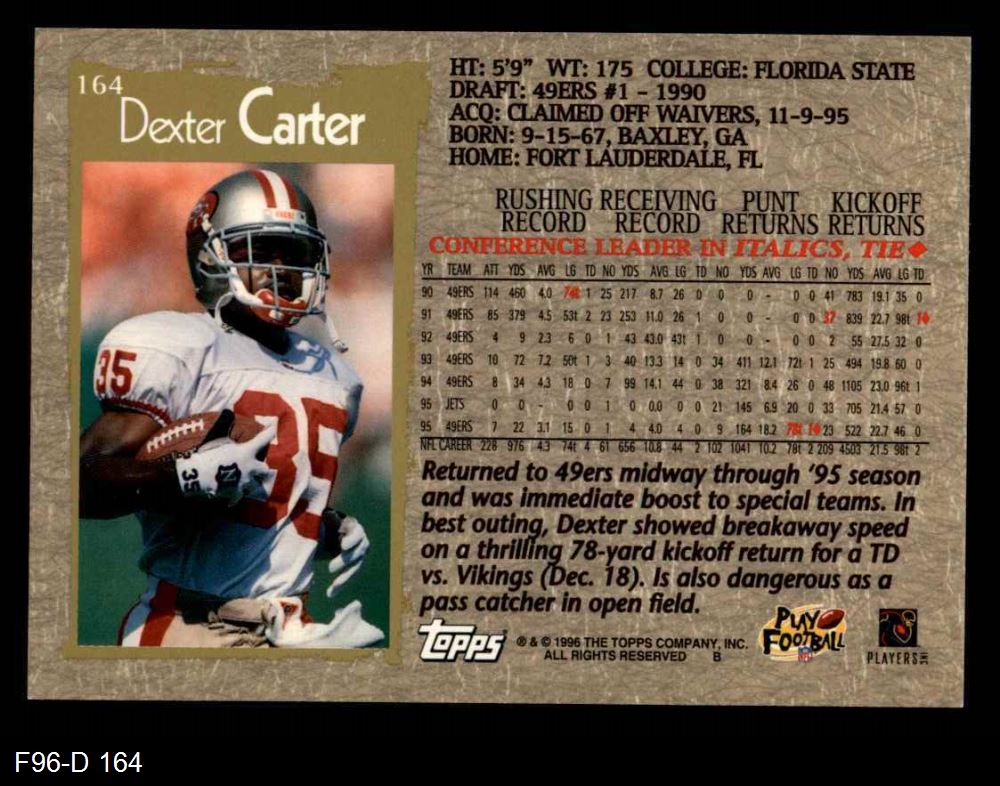 164
Dexter Carter
HT: 5'9" WT: 175 COLLEGE: FLORIDA STATE
DRAFT: 49ERS #1 - 1990
ACQ: CLAIMED OFF WAIVERS, 11-9-95
BORN: 9-15-67, BAXLEY, GA
HOME: FORT LAUDERDALE, FL
RUSHING RECEIVING PUNT KICKOFF
RECORD RECORD RETURNS RETURNS
CONFERENCE LEADER IN ITALICS, TIE◆
YR TEAM ATT YDS AVG LG TD NO YDS AVG LG TD NO YDS AVG LG TD NO YDS AVG LG TD
90 49ERS 114 460 4.0 74t 1 25 217 8.7 26 0 0 0 - 0 0 41 783 19.1 35 0
91 49ERS 85 379 4.5 53t 2 23 253 11.0 26 1 0 0 - 0 0 37 839 22.7 98t 1◆
92 49ERS 4 9 2.3 6 0 1 43 43.0 43t 1 0 0 - 0 0 2 55 27.5 32 0
93 49ERS 10 72 7.2 50t 1 3 40 13.3 14 0 34 411 12.1 72t 1 25 494 19.8 60 0
94 49ERS 8 34 4.3 18 0 7 99 14.1 44 0 38 321 8.4 26 0 48 1105 23.0 96t 1
95 JETS 0 0 - 0 0 1 0 0.0 0 0 21 145 6.9 20 0 33 705 21.4 57 0
95 49ERS 7 22 3.1 15 0 1 4 4.0 4 0 9 164 18.2 78t 1◆ 23 522 22.7 46 0
NFL CAREER 228 976 4.3 74t 4 61 656 10.8 44 2 102 1041 10.2 78t 2 209 4503 21.5 98t 2
Returned to 49ers midway through '95 season
and was immediate boost to special teams. In
best outing, Dexter showed breakaway speed
on a thrilling 78-yard kickoff return for a TD
vs. Vikings (Dec. 18). Is also dangerous as a
pass catcher in open field.
TOPPS ® & © 1996 THE TOPPS COMPANY, INC.
ALL RIGHTS RESERVED B
PLAY FOOTBALL
NFL
PLAYERS INC
35
35
35
F96-D 164